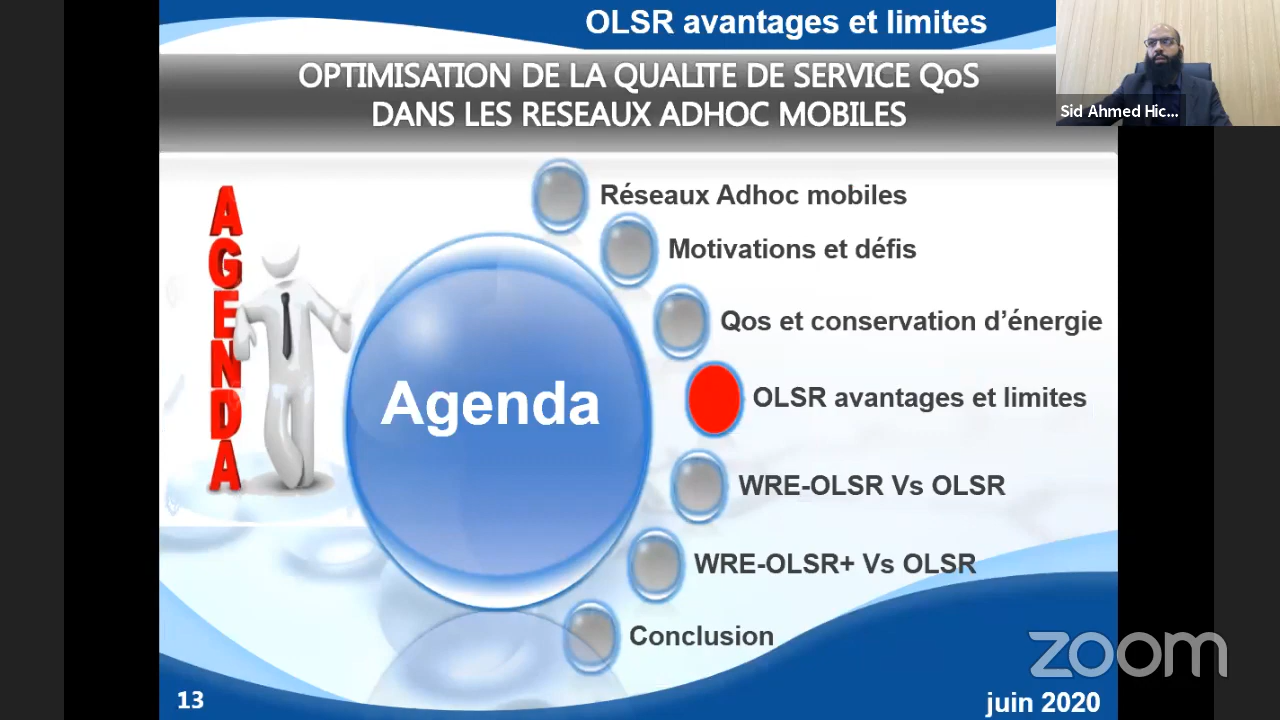 OLSR avantages et limites
OPTIMISATION DE LA QUALITE DE SERVICE QoS
DANS LES RESEAUX ADHOC MOBILES
Sid Ahmed Hic...
AGENDA
Réseaux Adhoc mobiles
Motivations et défis
Qos et conservation d’énergie
Agenda
OLSR avantages et limites
WRE-OLSR Vs OLSR
WRE-OLSR+ Vs OLSR
Conclusion
zoom
13
juin 2020